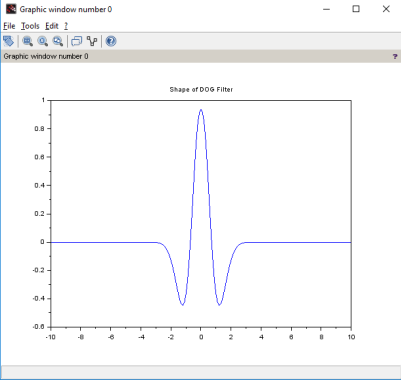 Graphic window number 0
File Tools Edit ?
Graphic window number 0 ?
Shape of DOG Filter
1
0.8
0.6
0.4
0.2
0
-0.2
-0.4
-0.6
-10 -8 -6 -4 -2 0 2 4 6 8 10